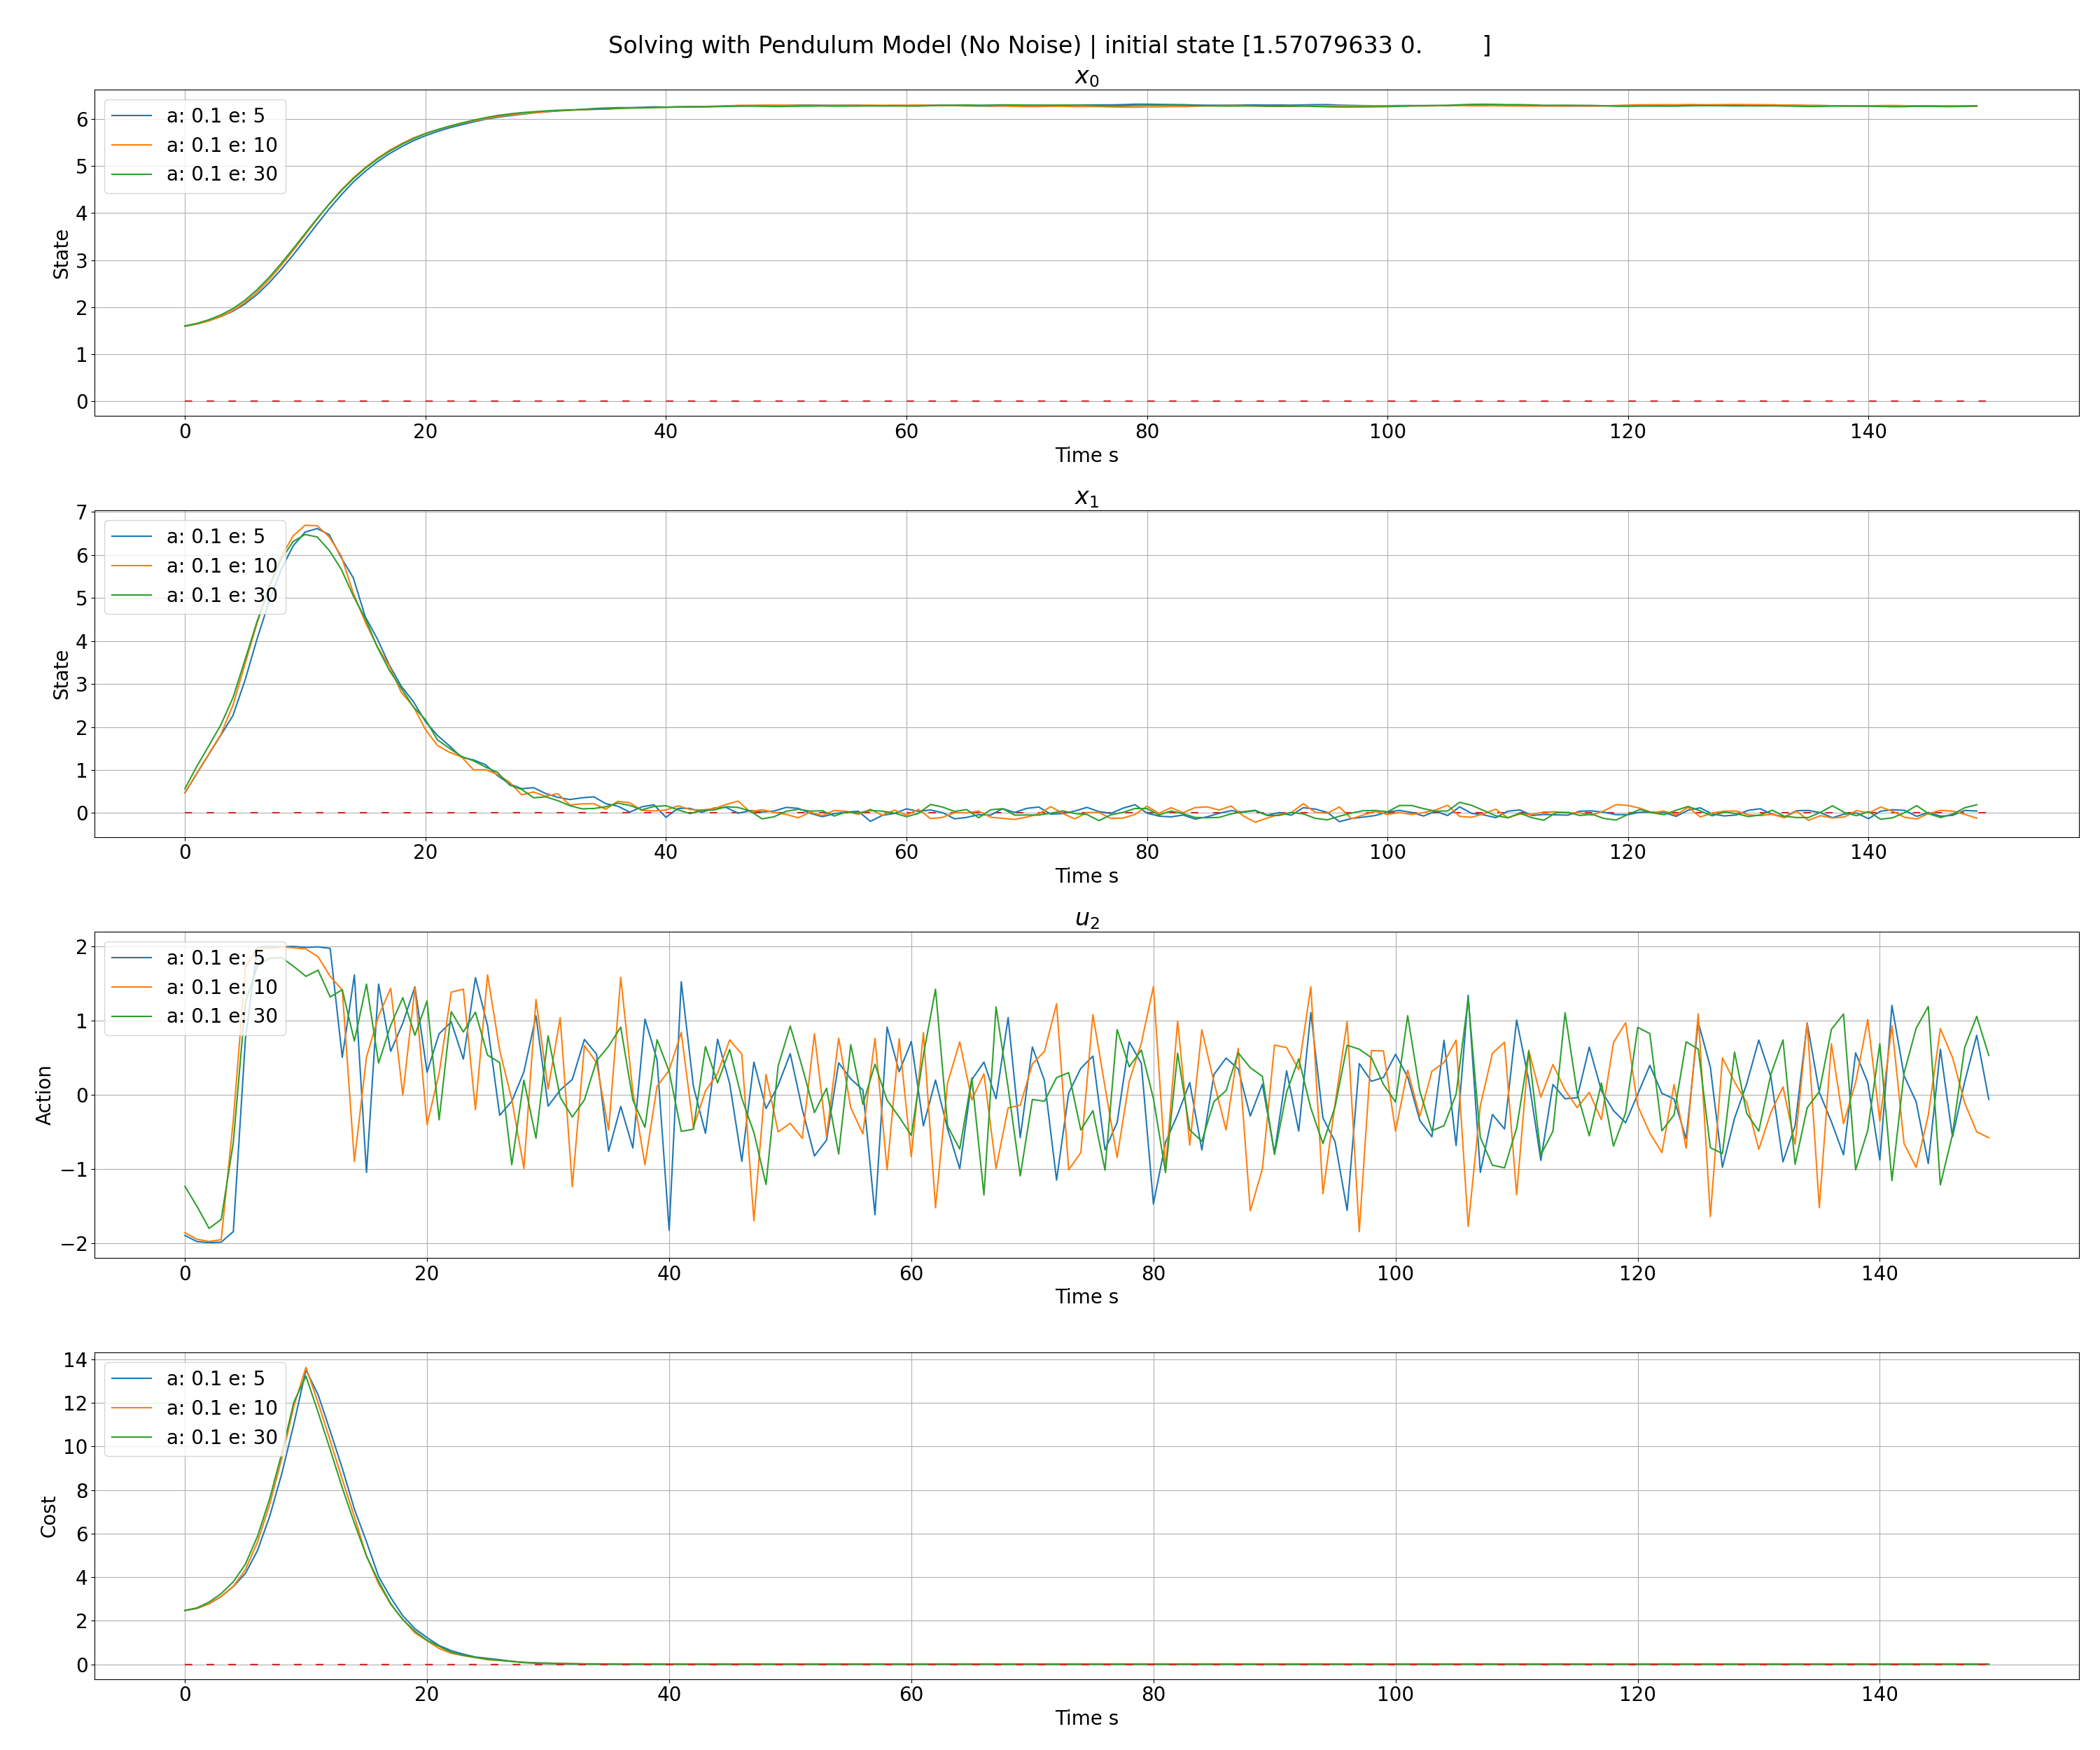 Solving with Pendulum Model (No Noise) | initial state [1.57079633 0.         ]
x0
State
6
5
4
3
2
1
0
a: 0.1 e: 5
a: 0.1 e: 10
a: 0.1 e: 30
0 20 40 60 80 100 120 140
Time s
x1
State
7
6
5
4
3
2
1
0
a: 0.1 e: 5
a: 0.1 e: 10
a: 0.1 e: 30
0 20 40 60 80 100 120 140
Time s
u2
Action
2
1
0
−1
−2
a: 0.1 e: 5
a: 0.1 e: 10
a: 0.1 e: 30
0 20 40 60 80 100 120 140
Time s
Cost
14
12
10
8
6
4
2
0
a: 0.1 e: 5
a: 0.1 e: 10
a: 0.1 e: 30
0 20 40 60 80 100 120 140
Time s